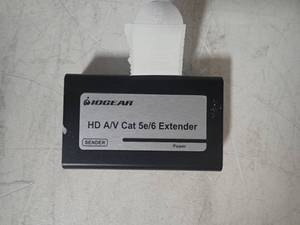 IOGEAR
HD A/V Cat 5e/6 Extender
SENDER
Power